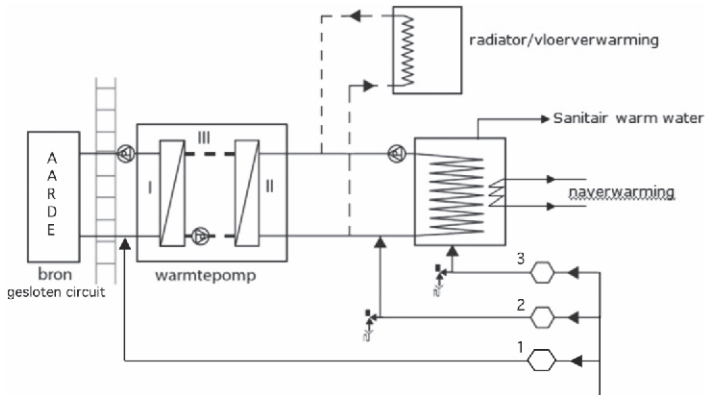 radiator/vloerverwarming
Sanitair warm water
III
A
A
R
D
E
I
II
naverwarming
bron
gesloten circuit
warmtepomp
3
2
1